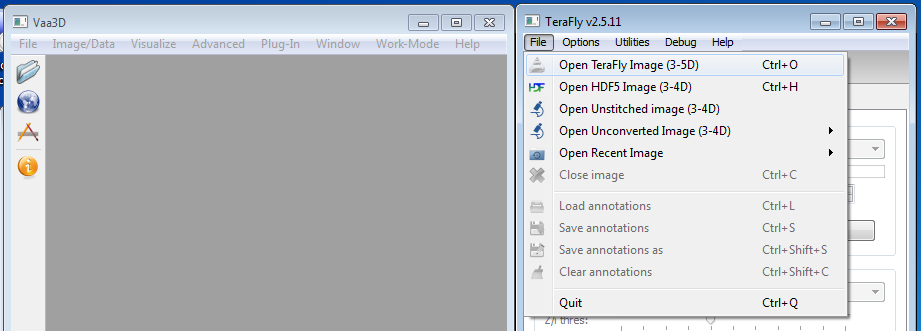 Vaa3D
File Image/Data Visualize Advanced Plug-In Window Work-Mode Help
TeraFly v2.5.11
File Options Utilities Debug Help
Open TeraFly Image (3-5D) Ctrl+O
Open HDF5 Image (3-4D) Ctrl+H
Open Unstitched image (3-4D)
Open Unconverted Image (3-4D)
Open Recent Image
Close image Ctrl+C
Load annotations Ctrl+L
Save annotations Ctrl+S
Save annotations as Ctrl+Shift+S
Clear annotations Ctrl+Shift+C
Quit Ctrl+Q